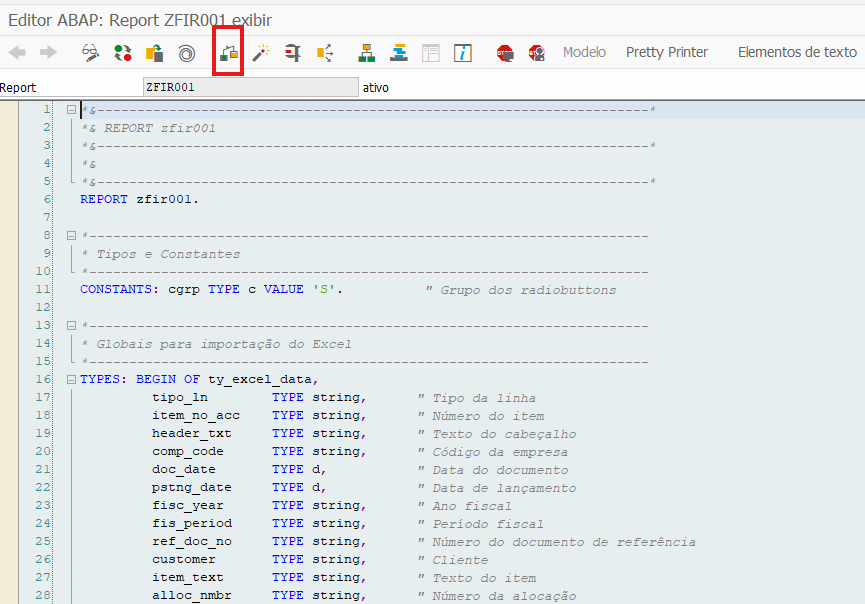 Editor ABAP: Report ZFIR001 exibir
Modelo Pretty Printer Elementos de texto
Report ZFIR001 ativo
1 *&---------------------------------------------------------------------*
2 *& REPORT zfir001
3 *&---------------------------------------------------------------------*
4 *&
5 *&---------------------------------------------------------------------*
6 REPORT zfir001.
7
8 *----------------------------------------------------------------------
9 * Tipos e Constantes
10 *----------------------------------------------------------------------
11 CONSTANTS: cgrp TYPE c VALUE 'S'. " Grupo dos radiobuttons
12
13 *----------------------------------------------------------------------
14 * Globais para importação do Excel
15 *----------------------------------------------------------------------
16 TYPES: BEGIN OF ty_excel_data,
17 tipo_ln TYPE string, " Tipo da linha
18 item_no_acc TYPE string, " Número do item
19 header_txt TYPE string, " Texto do cabeçalho
20 comp_code TYPE string, " Código da empresa
21 doc_date TYPE d, " Data do documento
22 pstng_date TYPE d, " Data de lançamento
23 fisc_year TYPE string, " Ano fiscal
24 fis_period TYPE string, " Período fiscal
25 ref_doc_no TYPE string, " Número do documento de referência
26 customer TYPE string, " Cliente
27 item_text TYPE string, " Texto do item
28 alloc_nmbr TYPE string, " Número da alocação